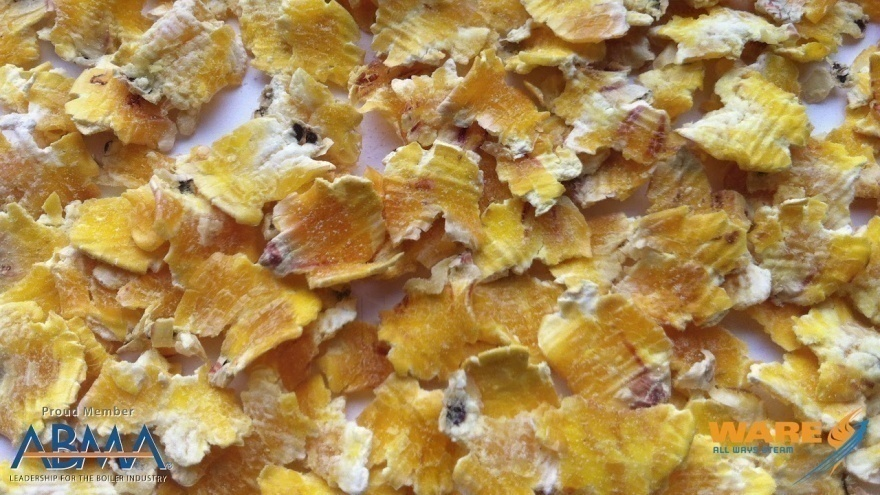 Proud Member
ABMA
LEADERSHIP FOR THE BOILER INDUSTRY
WARE
ALL WAYS STEAM